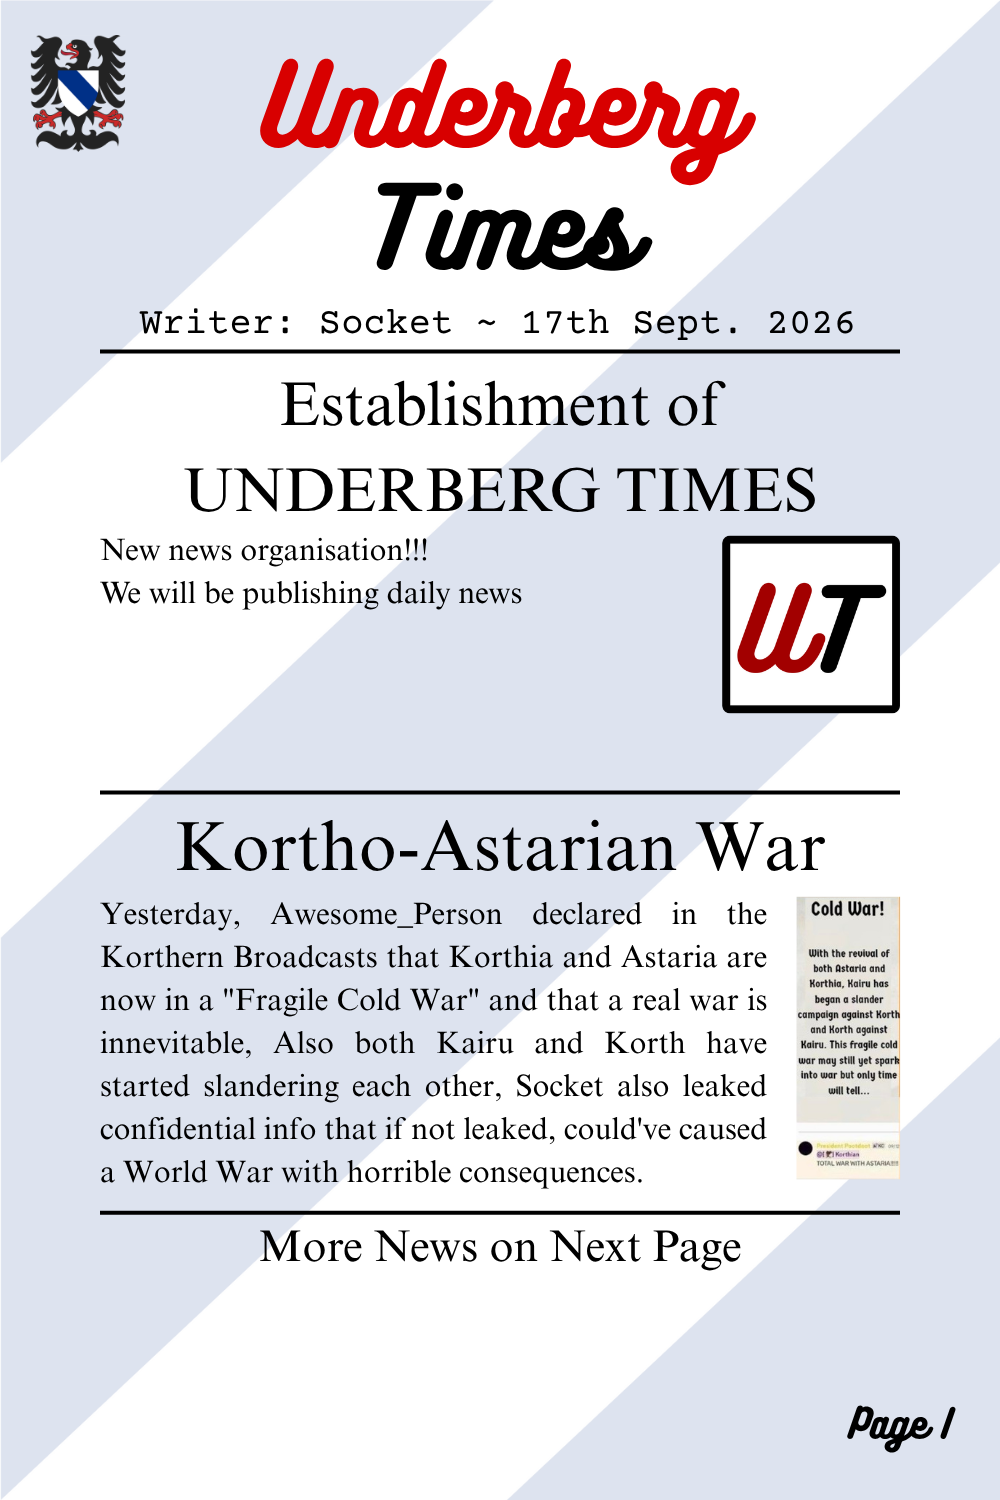 Underberg
Times
Writer: Socket ~ 17th Sept. 2026
Establishment of
UNDERBERG TIMES
New news organisation!!!
We will be publishing daily news
UT
Kortho-Astarian War
Yesterday, Awesome_Person declared in the
Korthern Broadcasts that Korthia and Astaria are
now in a "Fragile Cold War" and that a real war is
innevitable, Also both Kairu and Korth have
started slandering each other, Socket also leaked
confidential info that if not leaked, could've caused
a World War with horrible consequences.
Cold War!
With the revival of
both Astaria and
Korthia, Kairu has
began a slander
campaign against Korth
and Korth against
Kairu. This fragile cold
war may still yet spark
into war but only time
will tell...
President Pornident
Korthian
TOTAL WAR WITH ASTARIA!!!!
More News on Next Page
Page 1